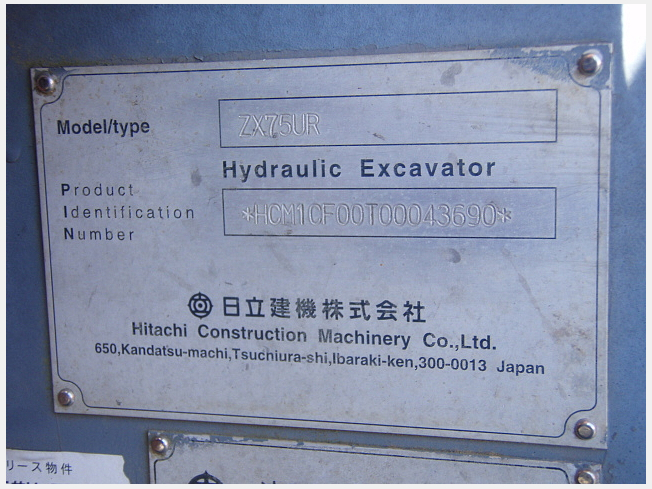 Model/type ZX75UR
Hydraulic Excavator
Product
Identification
Number
*HCM1CF00T00043690*
日立建機株式会社
Hitachi Construction Machinery Co.,Ltd.
650,Kandatsu-machi,Tsuchiura-shi,Ibaraki-ken,300-0013 Japan
リース物件